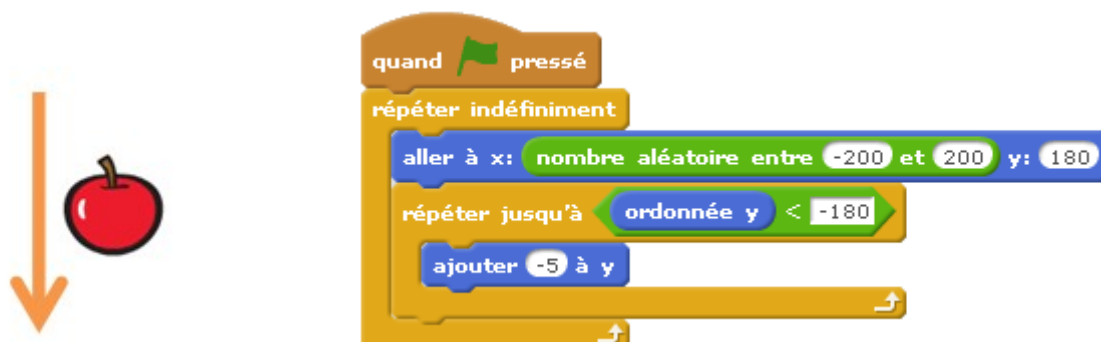 quand pressé
répéter indéfiniment
aller à x: nombre aléatoire entre -200 et 200 y: 180
répéter jusqu'à ordonnée y < -180
ajouter -5 à y